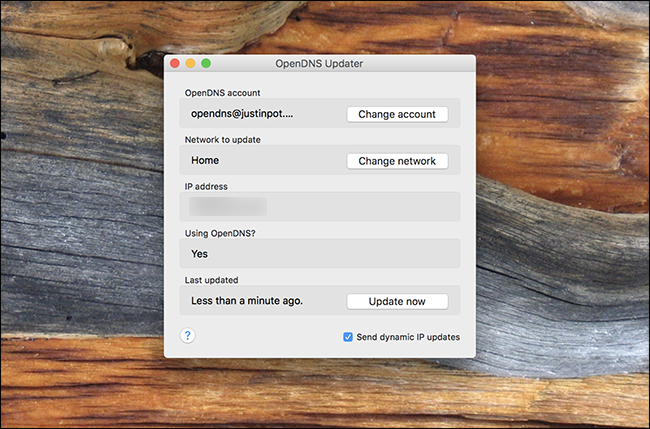 OpenDNS Updater
OpenDNS account
opendns@justinpot....
Change account
Network to update
Home
Change network
IP address
Using OpenDNS?
Yes
Last updated
Less than a minute ago.
Update now
?
Send dynamic IP updates